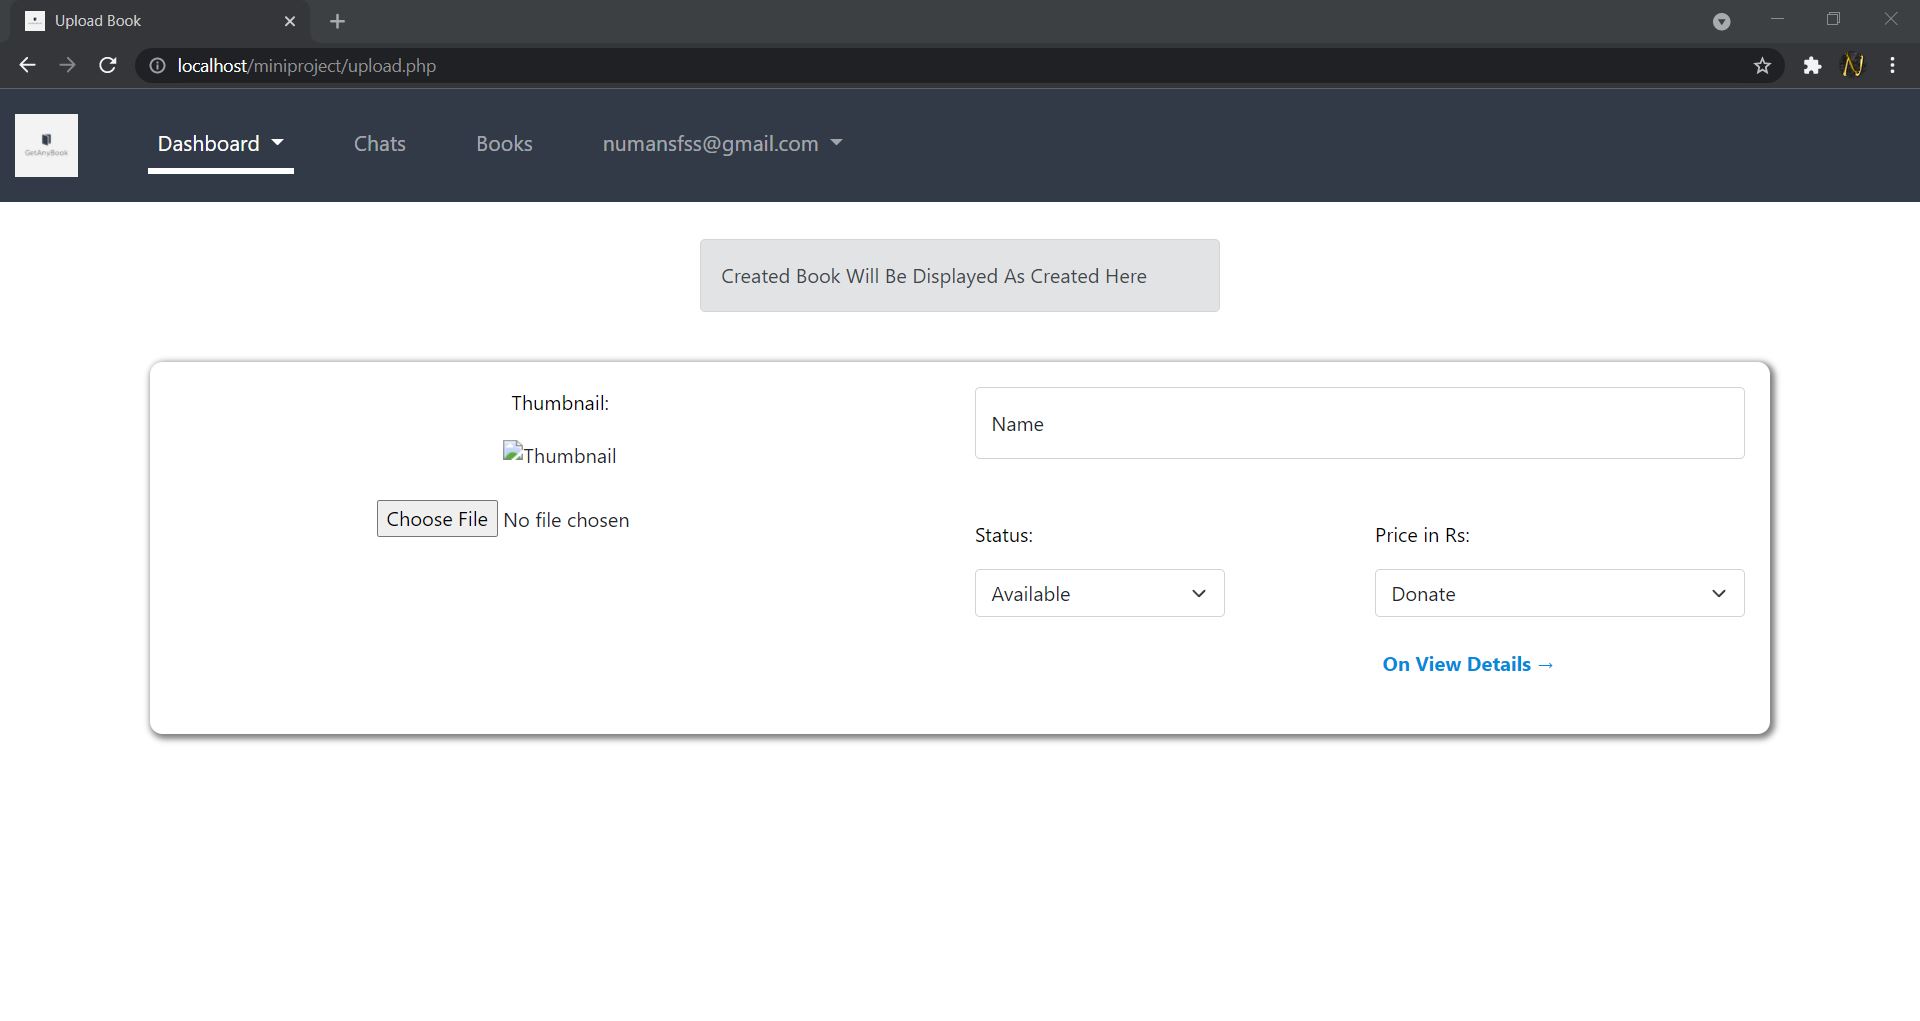 Upload Book
localhost/miniproject/upload.php
GetAnyBook
Dashboard
Chats
Books
numansfss@gmail.com
Created Book Will Be Displayed As Created Here
Thumbnail:
Thumbnail
Choose File No file chosen
Name
Status:
Available
Price in Rs:
Donate
On View Details →